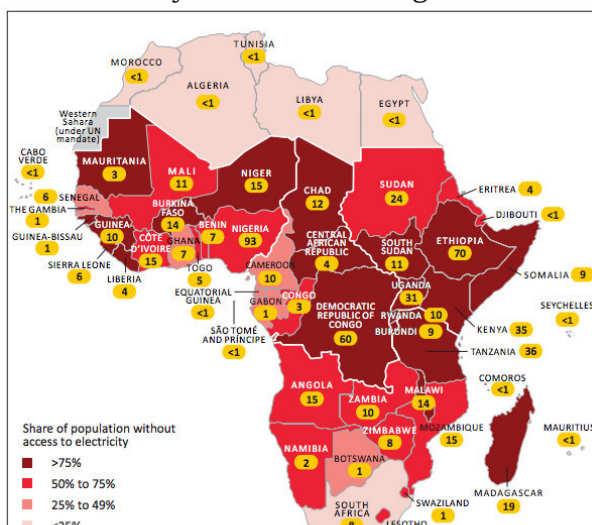 TUNISIA
<1
MOROCCO
<1
ALGERIA
<1
LIBYA
<1
EGYPT
<1
Western
Sahara
(under UN
mandate)
CABO
VERDE
<1
MAURITANIA
3
MALI
11
NIGER
15
CHAD
12
SUDAN
24
ERITREA 4
DJIBOUTI <1
6 SENEGAL
THE GAMBIA
1
GUINEA-BISSAU
1
GUINEA
10
SIERRA LEONE
6
LIBERIA
4
CÔTE
D'IVOIRE
15
BURKINA
FASO
14
GHANA
7
TOGO
5
BENIN
7
NIGERIA
93
CAMEROON
10
CENTRAL
AFRICAN
REPUBLIC
4
SOUTH
SUDAN
11
ETHIOPIA
70
SOMALIA 9
EQUATORIAL
GUINEA
<1
SÃO TOMÉ
AND PRÍNCIPE
<1
GABON
1
CONGO
3
DEMOCRATIC
REPUBLIC OF
CONGO
60
UGANDA
31
RWANDA 10
BURUNDI 9
KENYA 35
TANZANIA 36
SEYCHELLES
<1
COMOROS
<1
ANGOLA
15
ZAMBIA
10
MALAWI
14
MOZAMBIQUE
15
ZIMBABWE
8
MAURITIUS
<1
MADAGASCAR
19
NAMIBIA
2
BOTSWANA
1
SOUTH
AFRICA
8
SWAZILAND
1
LESOTHO
Share of population without
access to electricity
>75%
50% to 75%
25% to 49%
<25%